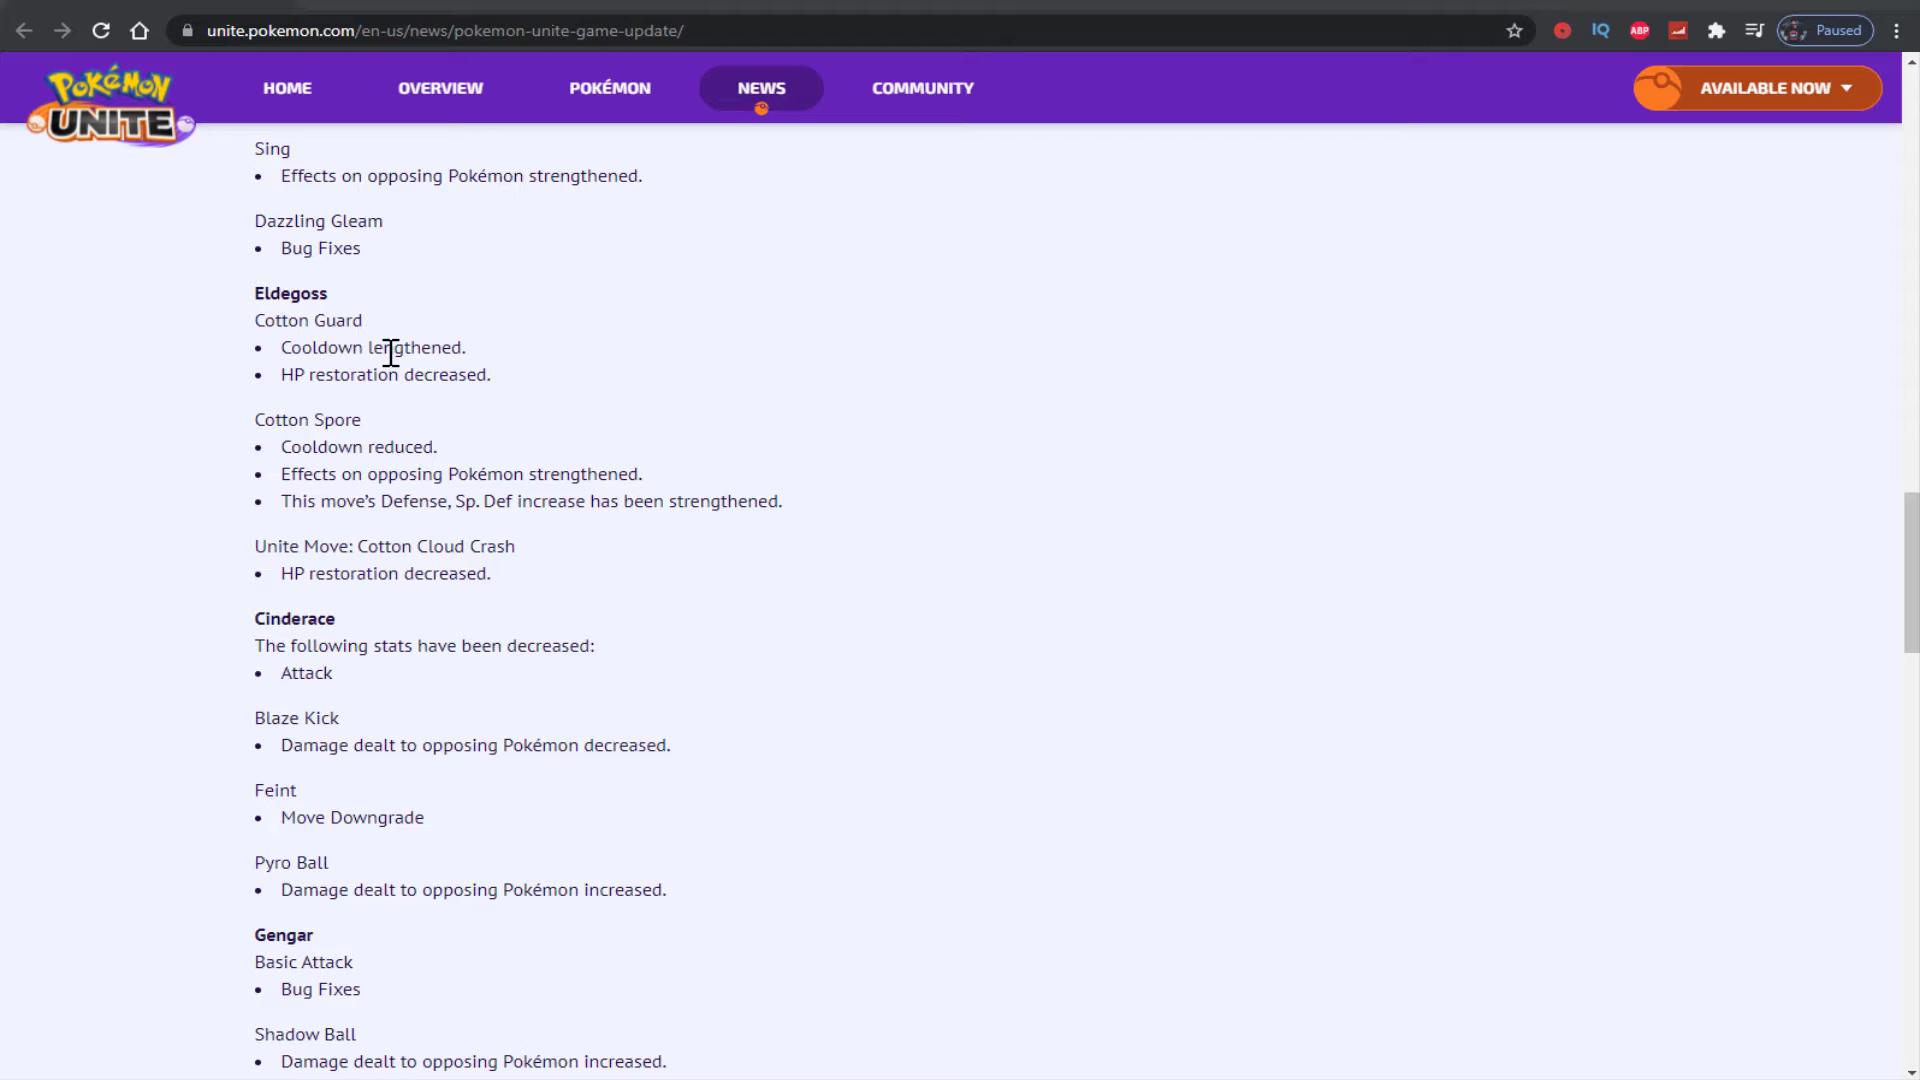 unite.pokemon.com/en-us/news/pokemon-unite-game-update/
IQ
ABP
Paused
POKÉMON
UNITE
HOME
OVERVIEW
POKÉMON
NEWS
COMMUNITY
AVAILABLE NOW
Sing
• Effects on opposing Pokémon strengthened.
Dazzling Gleam
• Bug Fixes
Eldegoss
Cotton Guard
• Cooldown lengthened.
• HP restoration decreased.
Cotton Spore
• Cooldown reduced.
• Effects on opposing Pokémon strengthened.
• This move’s Defense, Sp. Def increase has been strengthened.
Unite Move: Cotton Cloud Crash
• HP restoration decreased.
Cinderace
The following stats have been decreased:
• Attack
Blaze Kick
• Damage dealt to opposing Pokémon decreased.
Feint
• Move Downgrade
Pyro Ball
• Damage dealt to opposing Pokémon increased.
Gengar
Basic Attack
• Bug Fixes
Shadow Ball
• Damage dealt to opposing Pokémon increased.